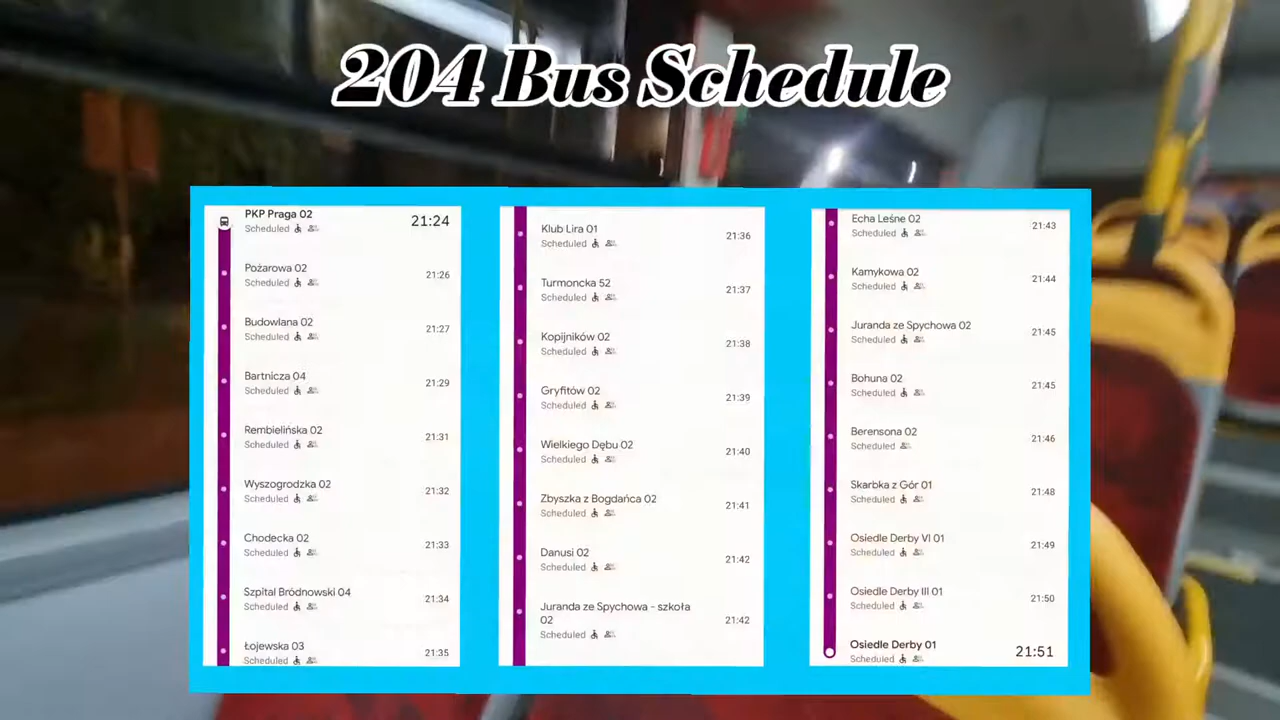 204 Bus Schedule
PKP Praga 02
21:24
Scheduled
Pożarowa 02
21:26
Scheduled
Budowlana 02
21:27
Scheduled
Bartnicza 04
21:29
Scheduled
Rembielińska 02
21:31
Scheduled
Wyszogrodzka 02
21:32
Scheduled
Chodecka 02
21:33
Scheduled
Szpital Bródnowski 04
21:34
Scheduled
Łojewska 03
21:35
Scheduled
Klub Lira 01
21:36
Scheduled
Turmoncka 52
21:37
Scheduled
Kopijników 02
21:38
Scheduled
Gryfitów 02
21:39
Scheduled
Wielkiego Dębu 02
21:40
Scheduled
Zbyszka z Bogdańca 02
21:41
Scheduled
Danusi 02
21:42
Scheduled
Juranda ze Spychowa - szkoła
02
21:42
Scheduled
Echa Leśne 02
21:43
Scheduled
Kamykowa 02
21:44
Scheduled
Juranda ze Spychowa 02
21:45
Scheduled
Bohuna 02
21:45
Scheduled
Berensona 02
21:46
Scheduled
Skarbka z Gór 01
21:48
Scheduled
Osiedle Derby VI 01
21:49
Scheduled
Osiedle Derby III 01
21:50
Scheduled
Osiedle Derby 01
21:51
Scheduled